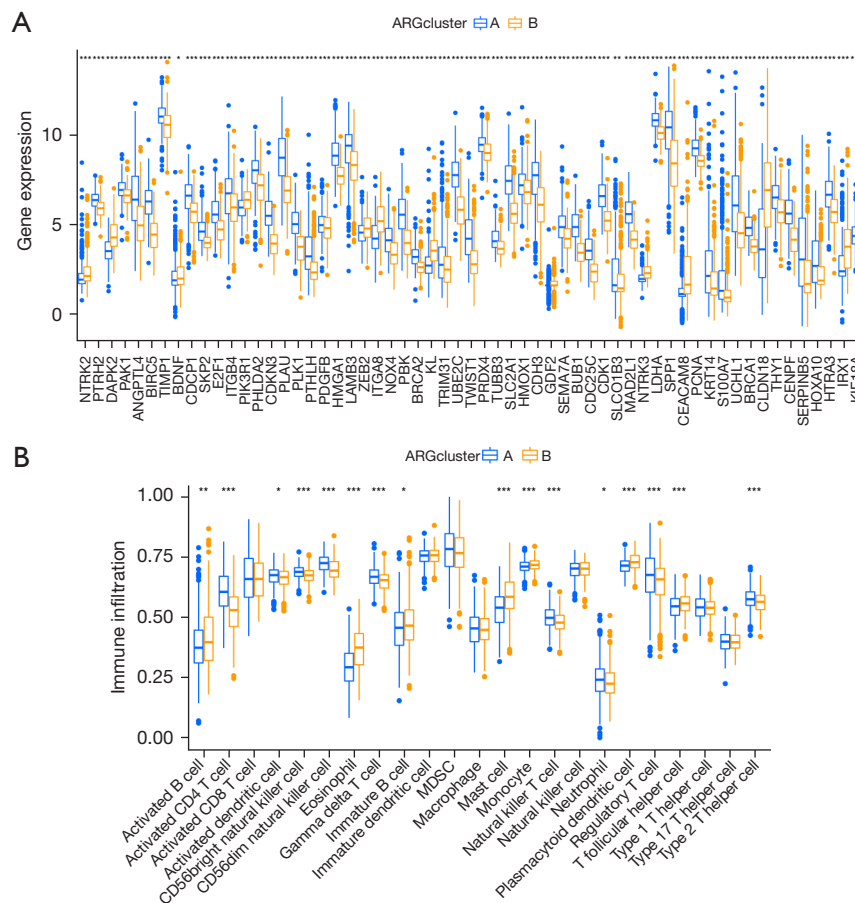 A
ARGcluster A B
Gene expression
10
5
0
NTRK2
PTRH2
DAPK2
PAK1
ANGPTL4
BIRC5
TIMP1
BDNF
CDCP1
SKP2
E2F1
ITGB4
PIK3R1
PHLDA2
CDKN3
PLAU
PLK1
PTHLH
PDGFB
HMGA1
LAMB3
ZEB2
ITGA8
NOX4
PBK
BRCA2
KL
TRIM31
UBE2C
TWIST1
PRDX4
TUBB3
SLC2A1
HMOX1
CDH3
GDF2
SEMA7A
BUB1
CDC25C
CDK1
SLCO1B3
MAD2L1
NTRK3
LDHA
SPP1
CEACAM8
PCNA
KRT14
S100A7
UCHL1
BRCA1
CLDN18
THY1
CENPF
SERPINB5
HOXA10
HTRA3
IRX1
B
ARGcluster A B
** *** * *** *** *** *** * *** *** *** * *** *** *** ***
Immune infiltration
1.00
0.75
0.50
0.25
0.00
Activated B cell
Activated CD4 T cell
Activated CD8 T cell
Activated dendritic cell
CD56bright natural killer cell
CD56dim natural killer cell
Eosinophil
Gamma delta T cell
Immature B cell
Immature dendritic cell
MDSC
Macrophage
Mast cell
Monocyte
Natural killer T cell
Natural killer cell
Neutrophil
Plasmacytoid dendritic cell
Regulatory T cell
T follicular helper cell
Type 1 T helper cell
Type 17 T helper cell
Type 2 T helper cell